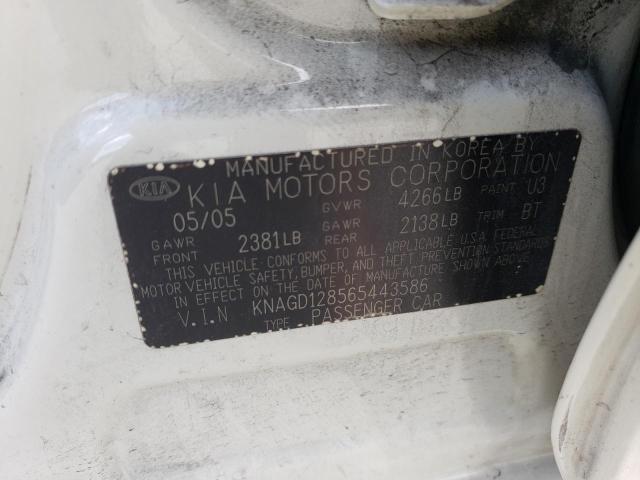 MANUFACTURED IN KOREA BY
KIA KIA MOTORS CORPORATION
05/05 GVWR 4266LB PAINT U3
GAWR FRONT 2381LB GAWR REAR 2138LB TRIM BT
THIS VEHICLE CONFORMS TO ALL APPLICABLE U.S.A. FEDERAL
MOTOR VEHICLE SAFETY, BUMPER, AND THEFT PREVENTION STANDARDS
IN EFFECT ON THE DATE OF MANUFACTURE SHOWN ABOVE.
V.I.N KNAGD128565443586
TYPE PASSENGER CAR